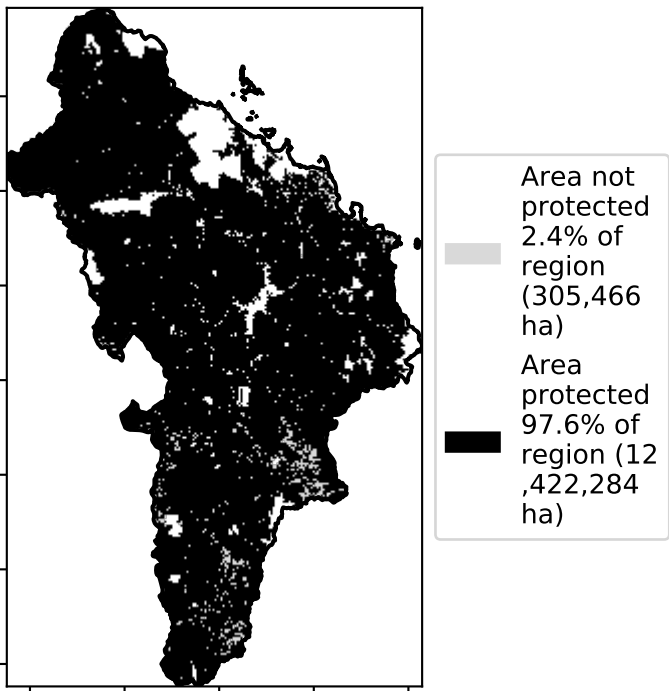 Area not
protected
2.4% of
region
(305,466
ha)
Area
protected
97.6% of
region (12
,422,284
ha)